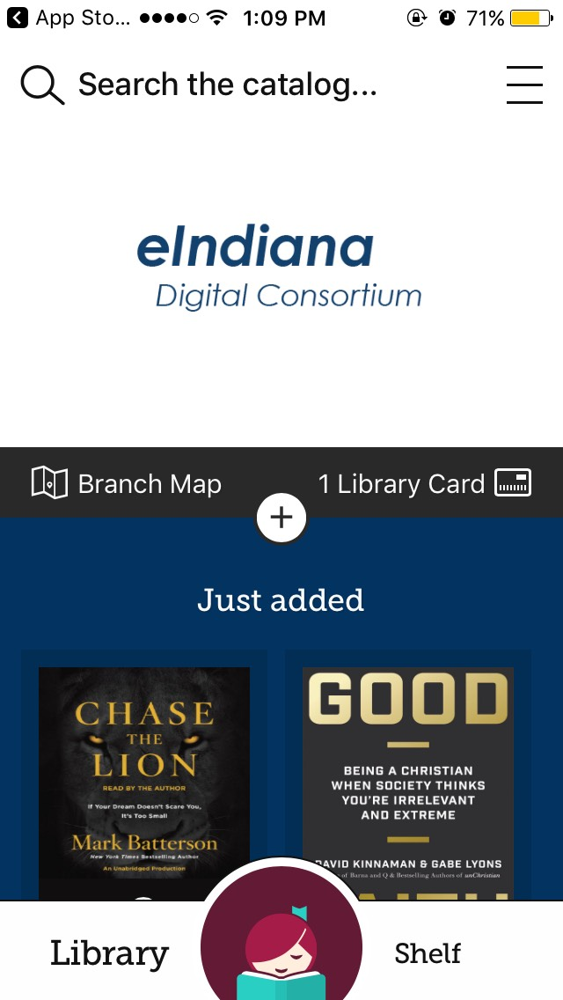 App Sto... 1:09 PM 71%
Search the catalog...
eIndiana
Digital Consortium
Branch Map 1 Library Card
+
Just added
CHASE
THE
LION
READ BY THE AUTHOR
If Your Dream Doesn't Scare You,
It's Too Small
Mark Batterson
New York Times Bestselling Author
An Unabridged Production
GOOD
BEING A CHRISTIAN
WHEN SOCIETY THINKS
YOU'RE IRRELEVANT
AND EXTREME
DAVID KINNAMAN & GABE LYONS
of Barna and Q & Bestselling Authors of unChristian
Library Shelf